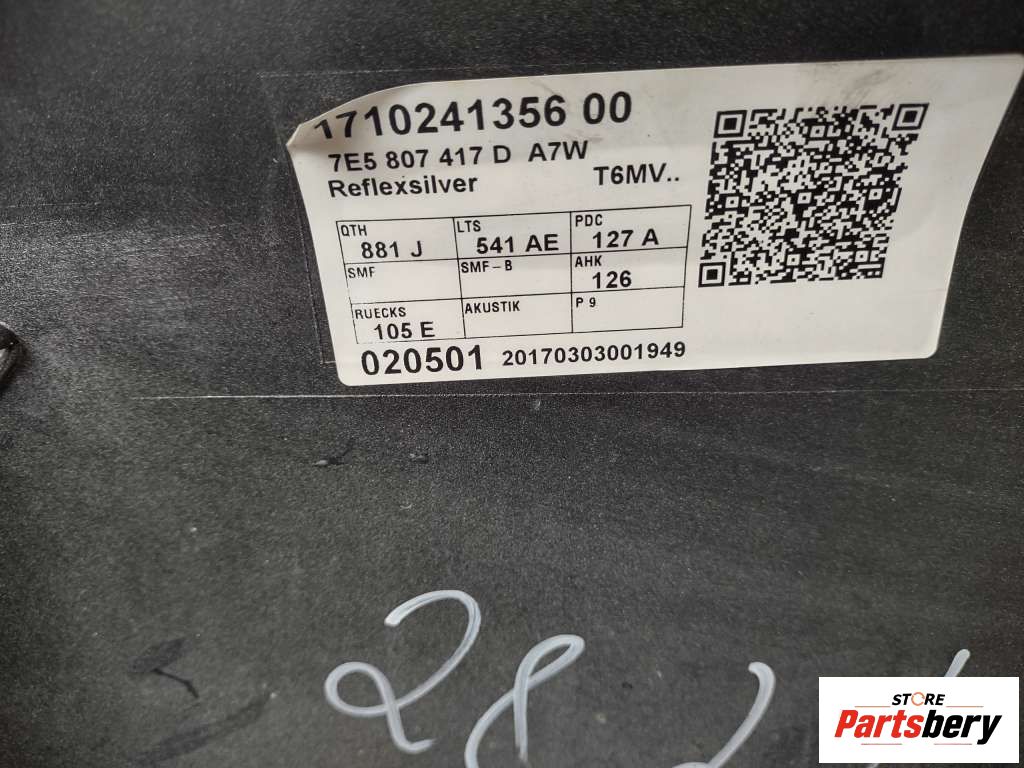 1710241356 00
7E5 807 417 D A7W
Reflexsilver T6MV..
QTH LTS PDC
881 J 541 AE 127 A
SMF SMF-B AHK
126
RUECKS AKUSTIK P 9
105 E
020501 20170303001949
28
STORE
Partsbery